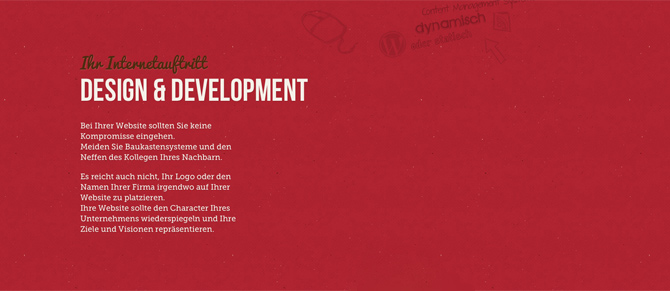 Content Management
dynamisch
oder statisch
Ihr Internetauftritt
DESIGN & DEVELOPMENT
Bei Ihrer Website sollten Sie keine
Kompromisse eingehen.
Meiden Sie Baukastensysteme und den
Neffen des Kollegen Ihres Nachbarn.
Es reicht auch nicht, Ihr Logo oder den
Namen Ihrer Firma irgendwo auf Ihrer
Website zu platzieren.
Ihre Website sollte den Character Ihres
Unternehmens wiederspiegeln und Ihre
Ziele und Visionen repräsentieren.